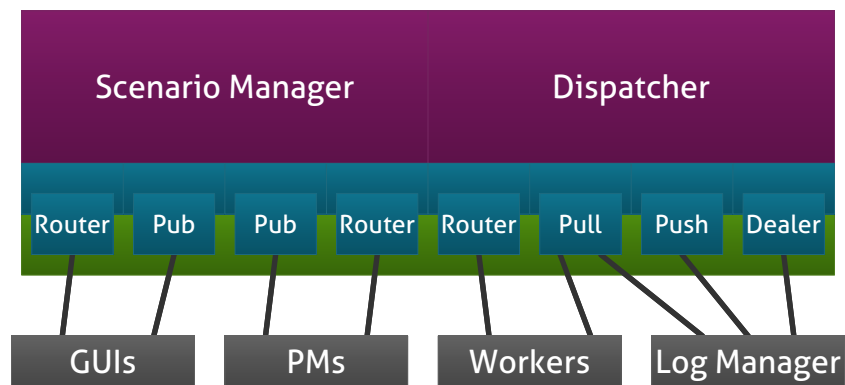 Scenario Manager
Dispatcher
Router
Pub
Pub
Router
Router
Pull
Push
Dealer
GUIs
PMs
Workers
Log Manager